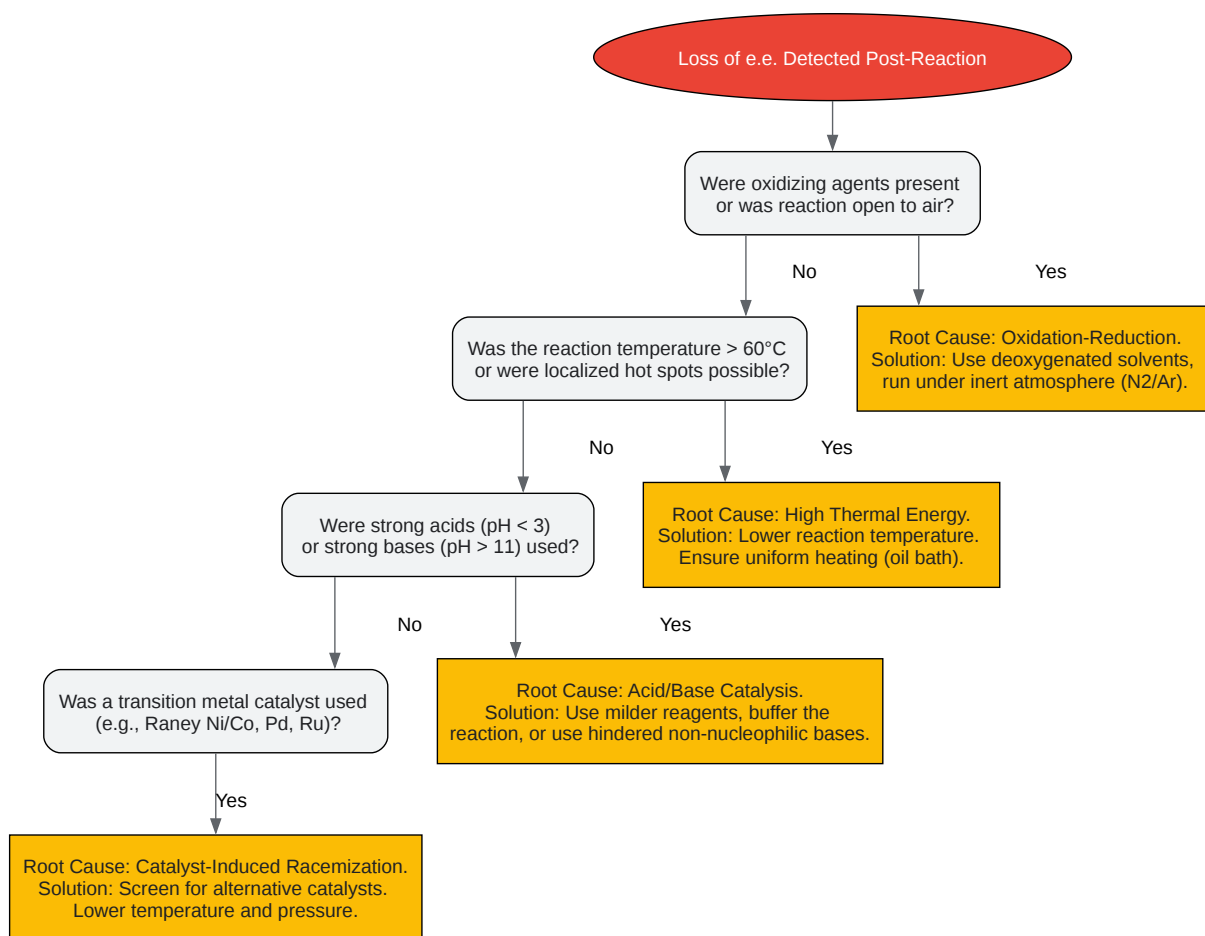 Loss of e.e. Detected Post-Reaction
Were oxidizing agents present
or was reaction open to air?
No
Yes
Root Cause: Oxidation-Reduction.
Solution: Use deoxygenated solvents,
run under inert atmosphere (N2/Ar).
Was the reaction temperature > 60°C
or were localized hot spots possible?
No
Yes
Root Cause: High Thermal Energy.
Solution: Lower reaction temperature.
Ensure uniform heating (oil bath).
Were strong acids (pH < 3)
or strong bases (pH > 11) used?
No
Yes
Root Cause: Acid/Base Catalysis.
Solution: Use milder reagents, buffer the
reaction, or use hindered non-nucleophilic bases.
Was a transition metal catalyst used
(e.g., Raney Ni/Co, Pd, Ru)?
Yes
Root Cause: Catalyst-Induced Racemization.
Solution: Screen for alternative catalysts.
Lower temperature and pressure.